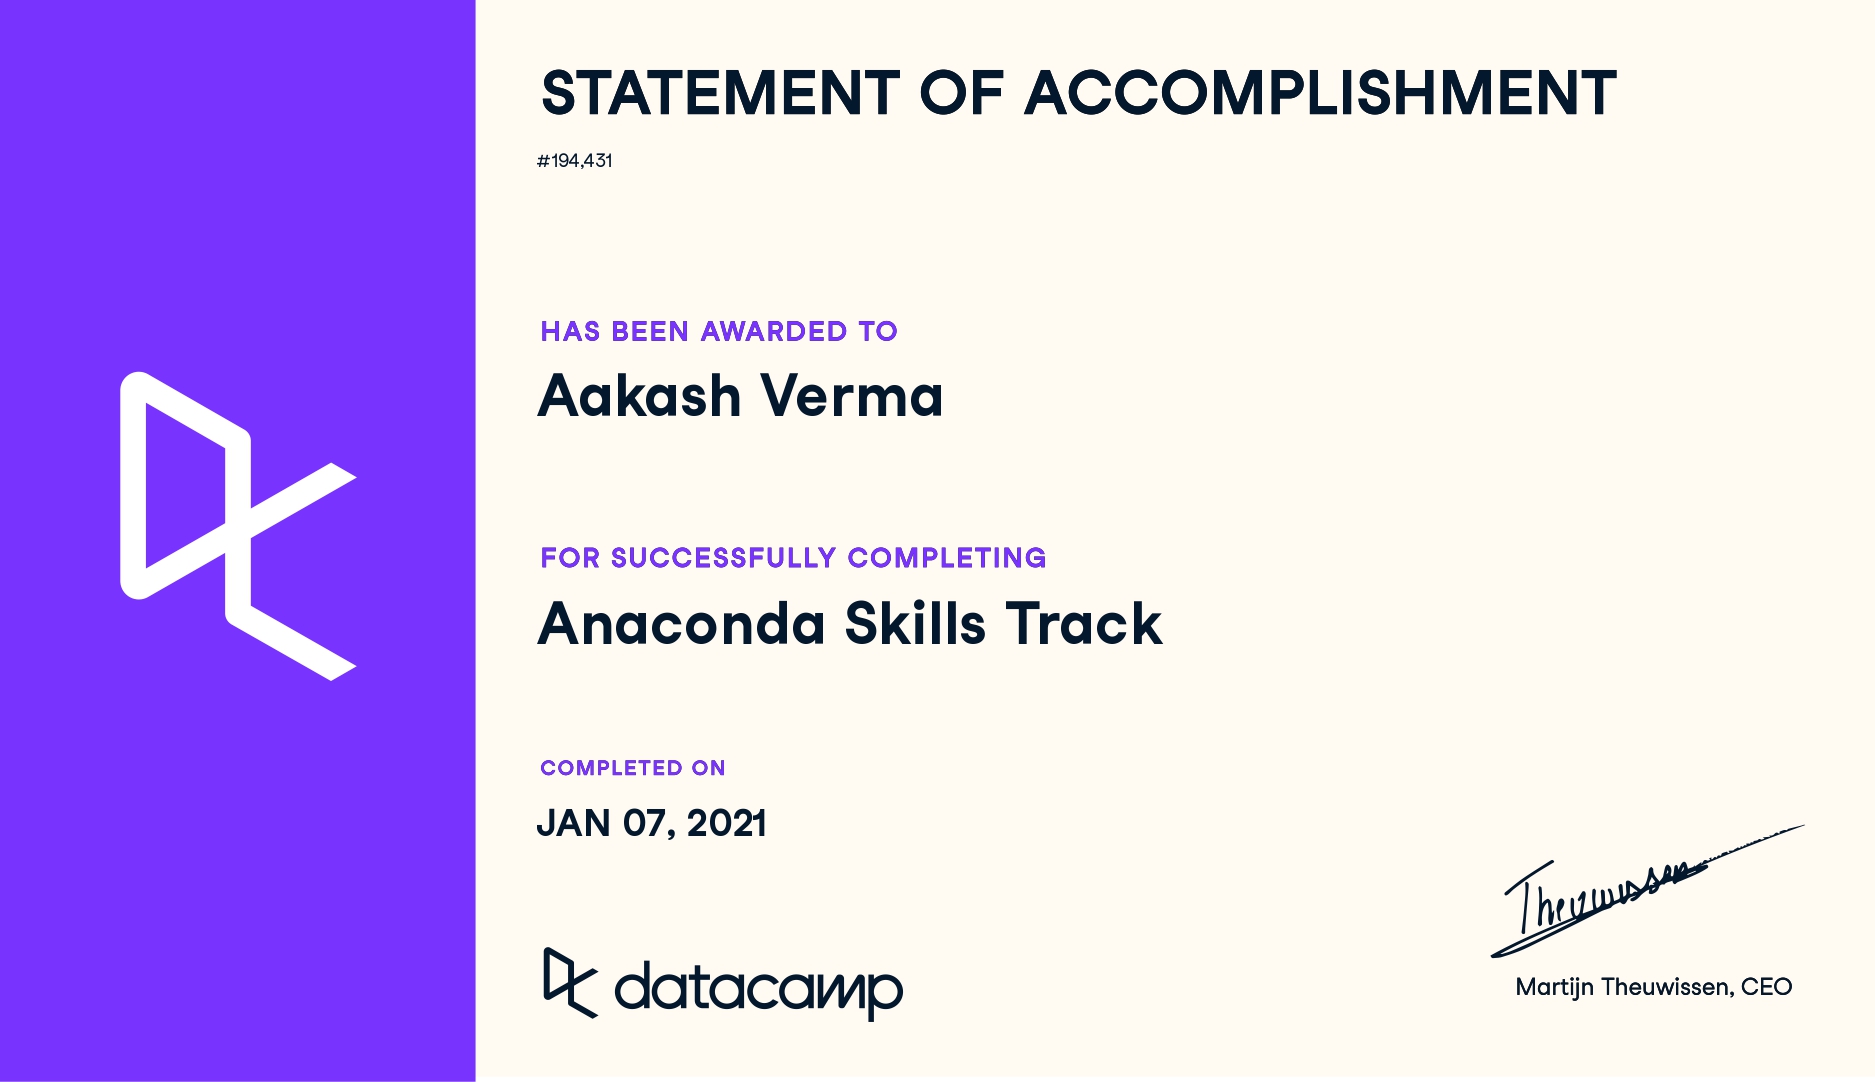 STATEMENT OF ACCOMPLISHMENT
#194,431
HAS BEEN AWARDED TO
Aakash Verma
FOR SUCCESSFULLY COMPLETING
Anaconda Skills Track
COMPLETED ON
JAN 07, 2021
Theuwissen
datacamp
Martijn Theuwissen, CEO